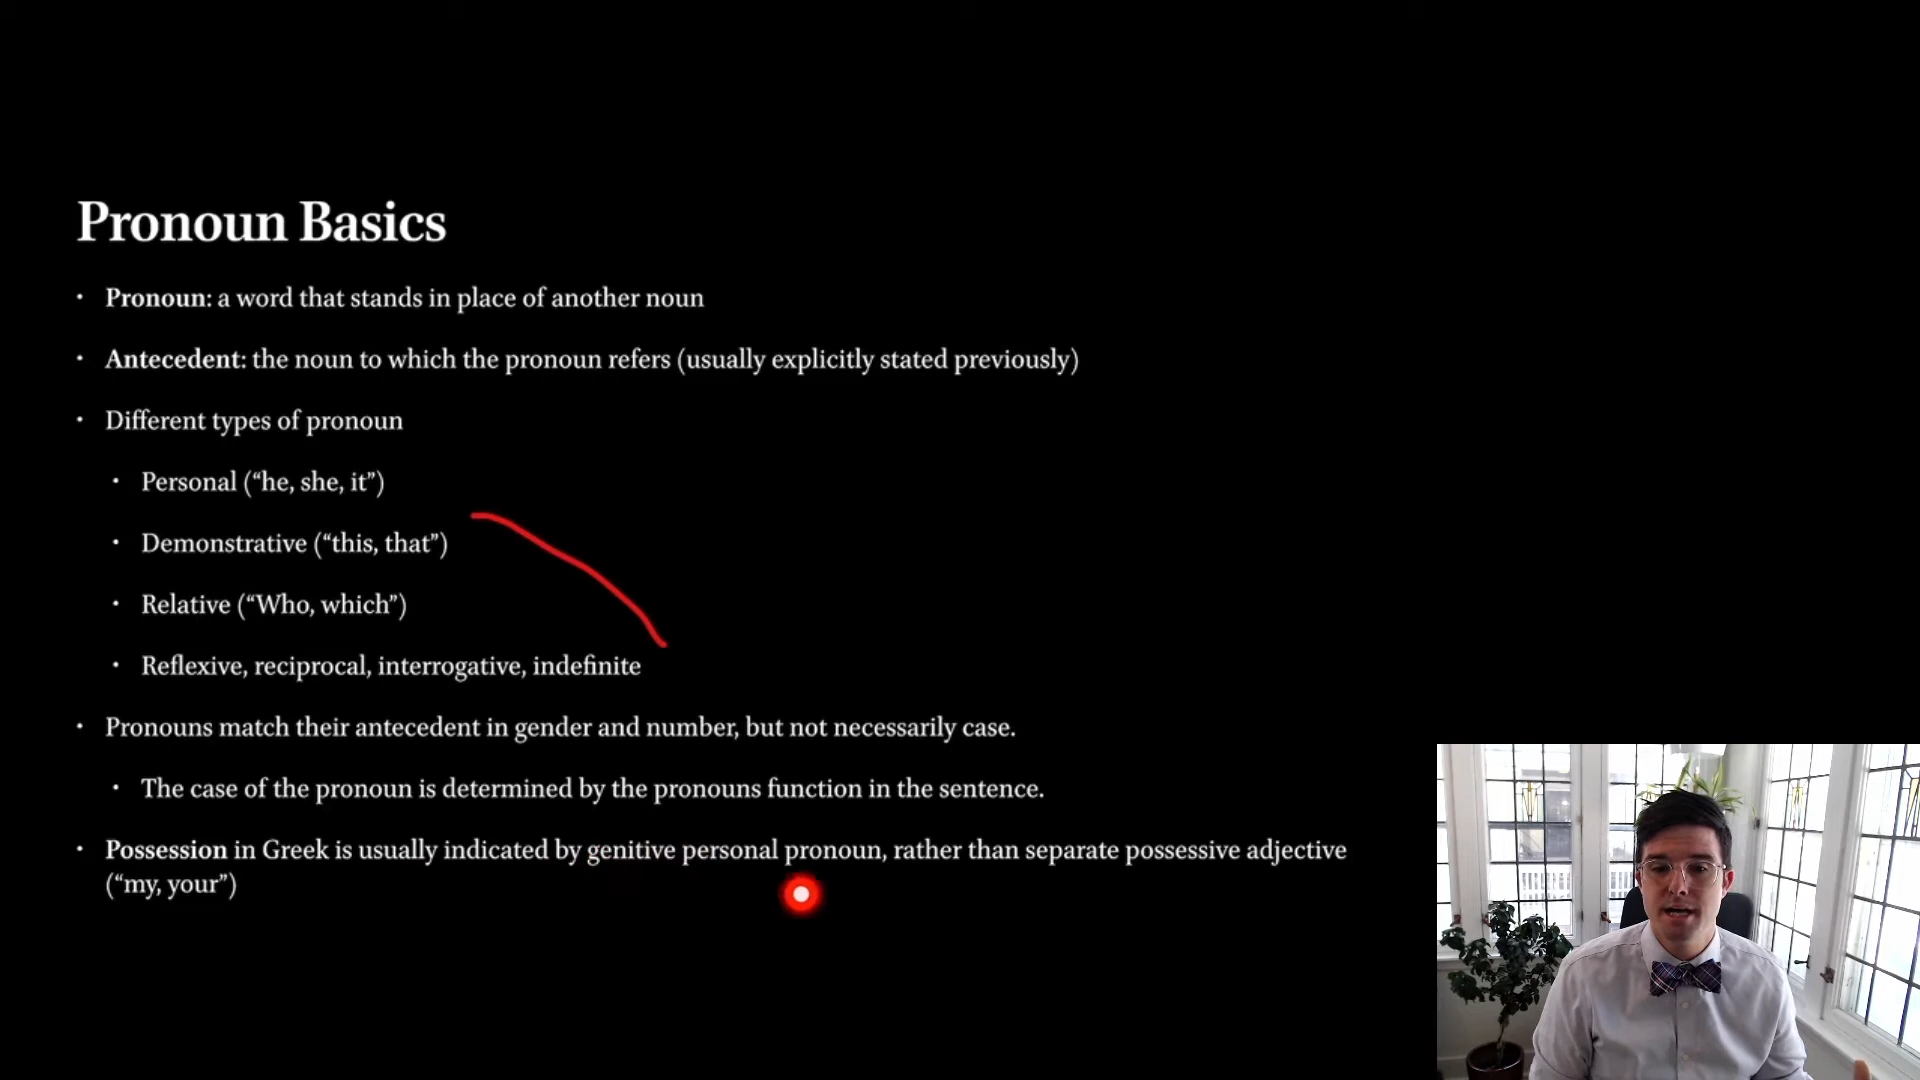 Pronoun Basics
• Pronoun: a word that stands in place of another noun
• Antecedent: the noun to which the pronoun refers (usually explicitly stated previously)
• Different types of pronoun
• Personal (“he, she, it”)
• Demonstrative (“this, that”)
• Relative (“Who, which”)
• Reflexive, reciprocal, interrogative, indefinite
• Pronouns match their antecedent in gender and number, but not necessarily case.
• The case of the pronoun is determined by the pronouns function in the sentence.
• Possession in Greek is usually indicated by genitive personal pronoun, rather than separate possessive adjective
(“my, your”)